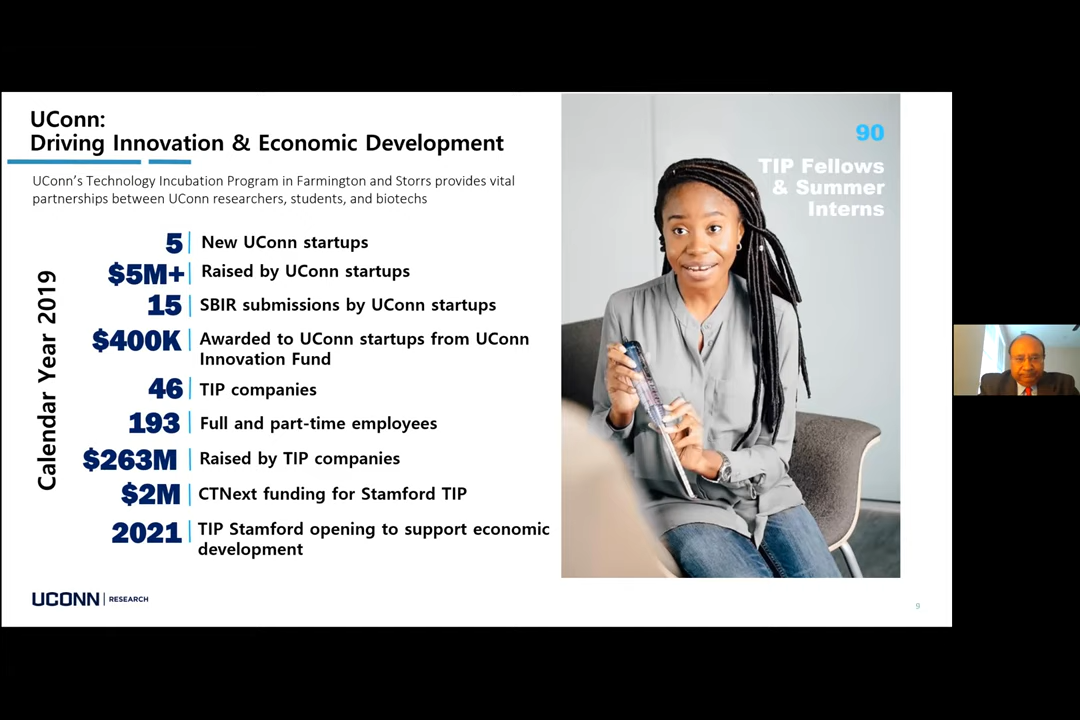 UConn:
Driving Innovation & Economic Development
UConn's Technology Incubation Program in Farmington and Storrs provides vital
partnerships between UConn researchers, students, and biotechs
Calendar Year 2019
5 New UConn startups
$5M+ Raised by UConn startups
15 SBIR submissions by UConn startups
$400K Awarded to UConn startups from UConn
Innovation Fund
46 TIP companies
193 Full and part-time employees
$263M Raised by TIP companies
$2M CTNext funding for Stamford TIP
2021 TIP Stamford opening to support economic
development
90
TIP Fellows
& Summer
Interns
UCONN | RESEARCH
9